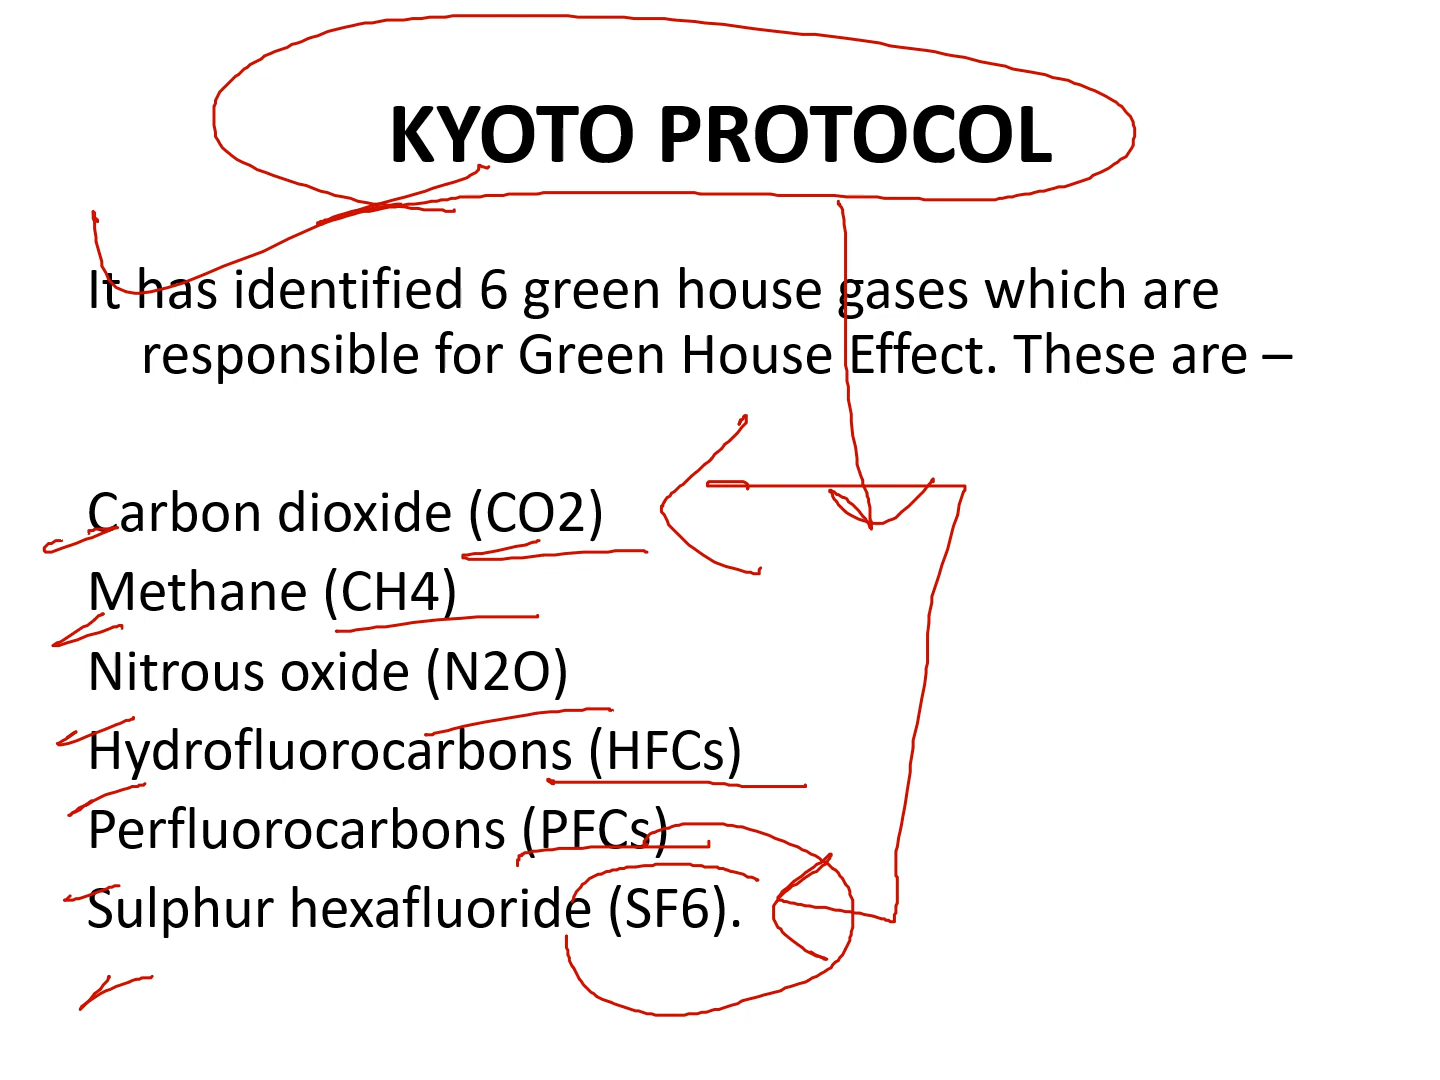 KYOTO PROTOCOL
It has identified 6 green house gases which are
responsible for Green House Effect. These are –
Carbon dioxide (CO2)
Methane (CH4)
Nitrous oxide (N2O)
Hydrofluorocarbons (HFCs)
Perfluorocarbons (PFCs)
Sulphur hexafluoride (SF6).